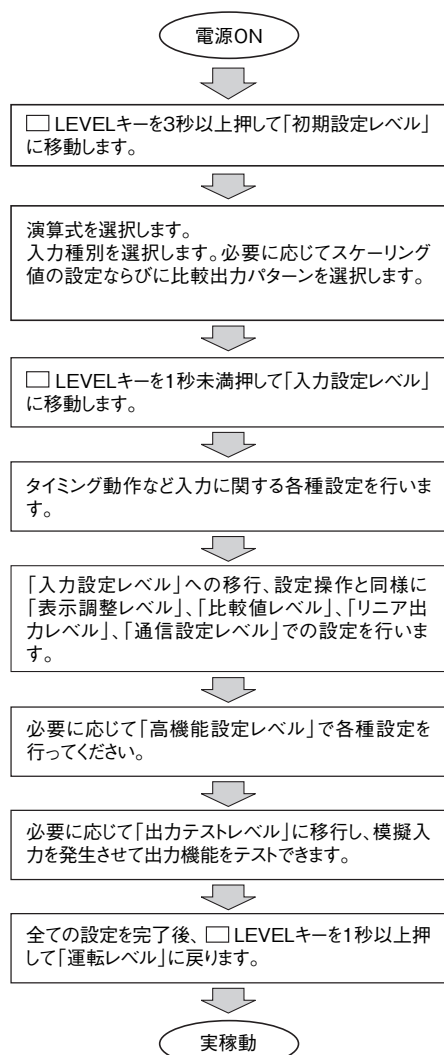 電源ON
□ LEVELキーを3秒以上押して「初期設定レベル」
に移動します。
演算式を選択します。
入力種別を選択します。必要に応じてスケーリング
値の設定ならびに比較出力パターンを選択します。
□ LEVELキーを1秒未満押して「入力設定レベル」
に移動します。
タイミング動作など入力に関する各種設定を行いま
す。
「入力設定レベル」への移行、設定操作と同様に
「表示調整レベル」、「比較値レベル」、「リニア出
力レベル」、「通信設定レベル」での設定を行いま
す。
必要に応じて「高機能設定レベル」で各種設定を
行ってください。
必要に応じて「出力テストレベル」に移行し、模擬入
力を発生させて出力機能をテストできます。
全ての設定を完了後、□ LEVELキーを1秒以上押
して「運転レベル」に戻ります。
実稼動